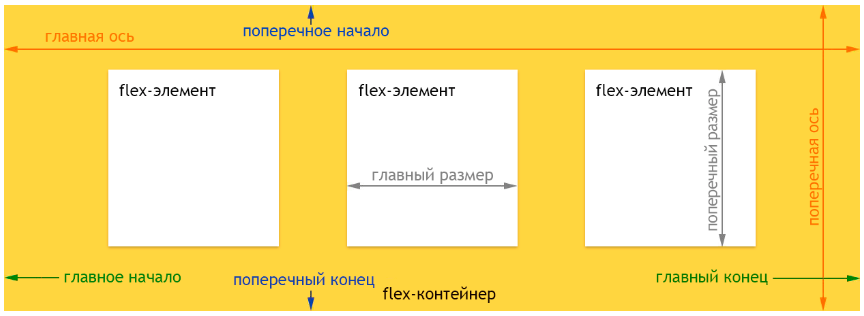 поперечное начало
главная ось
flex-элемент
flex-элемент
flex-элемент
главный размер
поперечный размер
поперечная ось
главное начало
поперечный конец
главный конец
flex-контейнер